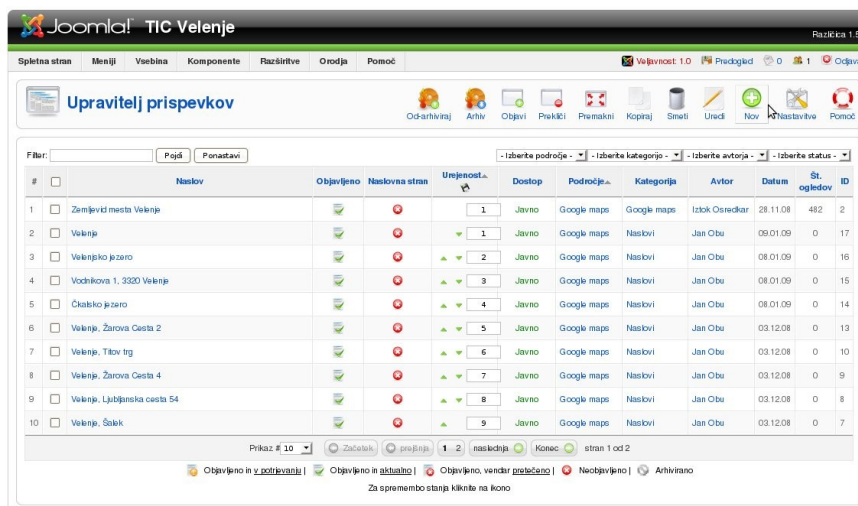 Joomla! TIC Velenje
Različica 1.5
Spletna stran Meniji Vsebina Komponente Razširitve Orodja Pomoč Veljavnost: 1.0 Predogled 0 1 Odjava
Upravitelj prispevkov
Od-arhiviraj Arhiv Objavi Prekliči Premakni Kopiraj Smeti Uredi Nov Nastavitve Pomoč
Filter: Pojdi Ponastavi - Izberite področje - - Izberite kategorijo - - Izberite avtorja - - Izberite status -
# Naslov Objavljeno Naslovna stran Urejenost Dostop Področje Kategorija Avtor Datum Št. ogledov ID
1 Zemljevid mesta Velenje 1 Javno Google maps Google maps Iztok Osredkar 28.11.08 482 2
2 Velenje 1 Javno Google maps Naslovi Jan Obu 09.01.09 0 17
3 Velenjsko jezero 2 Javno Google maps Naslovi Jan Obu 08.01.09 0 16
4 Vodnikova 1, 3320 Velenje 3 Javno Google maps Naslovi Jan Obu 08.01.09 0 15
5 Čkalsko jezero 4 Javno Google maps Naslovi Jan Obu 08.01.09 0 14
6 Velenje, Žarova Cesta 2 5 Javno Google maps Naslovi Jan Obu 03.12.08 0 13
7 Velenje, Titov trg 6 Javno Google maps Naslovi Jan Obu 03.12.08 0 10
8 Velenje, Žarova Cesta 4 7 Javno Google maps Naslovi Jan Obu 03.12.08 0 9
9 Velenje, Ljubljanska cesta 54 8 Javno Google maps Naslovi Jan Obu 03.12.08 0 8
10 Velenje, Šalek 9 Javno Google maps Naslovi Jan Obu 03.12.08 0 7
Prikaz # 10 Začetek prejšnja 1 2 naslednja Konec stran 1 od 2
Objavljeno in v potrjevanju | Objavljeno in aktualno | Objavljeno, vendar pretečeno | Neobjavljeno | Arhivirano
Za spremembo stanja kliknite na ikono